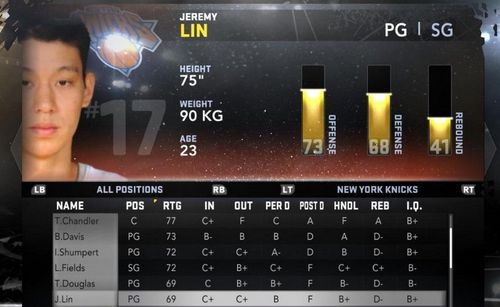 JEREMY
LIN
PG | SG
HEIGHT
75"
WEIGHT
90 KG
AGE
23
#17
73
OFFENSE
68
DEFENSE
41
REBOUND
LB ALL POSITIONS RB LT NEW YORK KNICKS RT
NAME POS RTG IN OUT PER D POST D HNDL REB I.Q.
T.Chandler C 77 C+ F C A F A B+
B.Davis PG 73 B- B B D A D- B+
I.Shumpert PG 72 C+ C+ A- D B B+
L.Fields SG 72 C+ C+ C+ F C+ C+ B+
T.Douglas PG 69 C B+ B+ F B D- B+
J.Lin PG 69 C+ C+ B F B+ D- B+